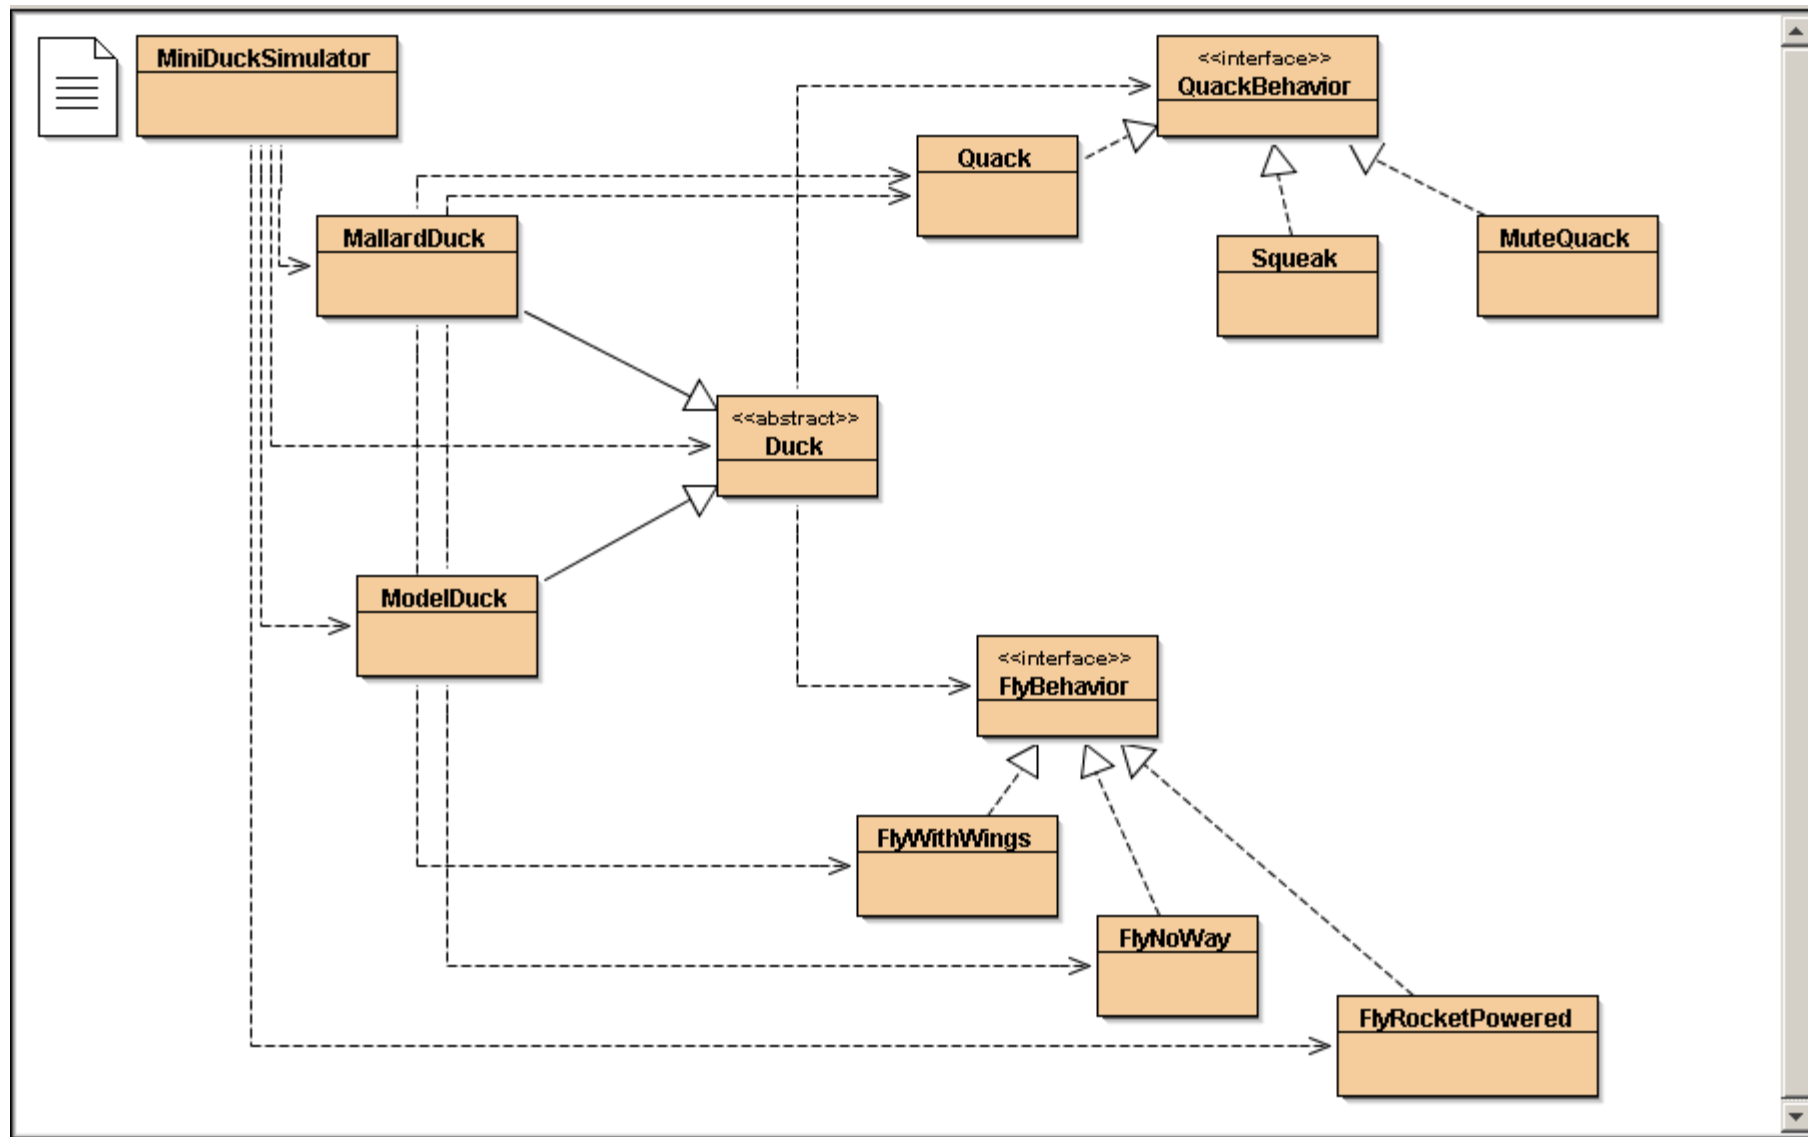 MiniDuckSimulator
<<interface>>
QuackBehavior
Quack
MallardDuck
Squeak
MuteQuack
<<abstract>>
Duck
ModelDuck
<<interface>>
FlyBehavior
FlyWithWings
FlyNoWay
FlyRocketPowered